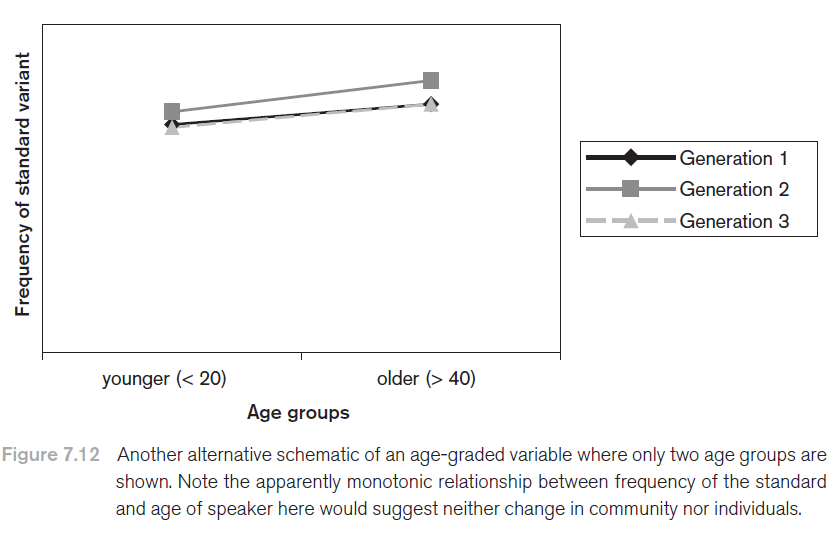 Frequency of standard variant
Generation 1
Generation 2
Generation 3
younger (< 20)
older (> 40)
Age groups
Figure 7.12 Another alternative schematic of an age-graded variable where only two age groups are
shown. Note the apparently monotonic relationship between frequency of the standard
and age of speaker here would suggest neither change in community nor individuals.